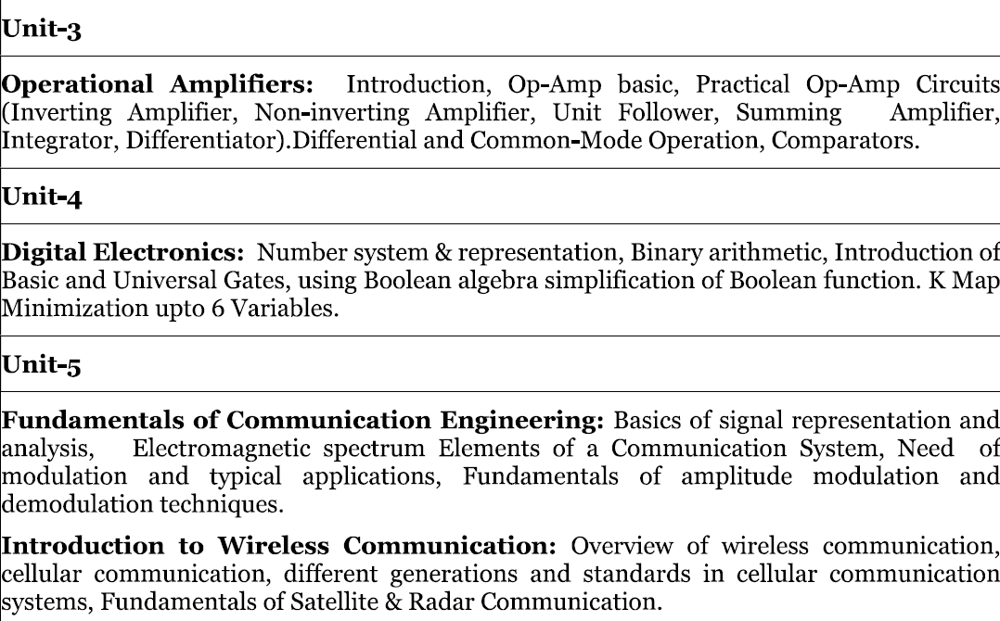 Unit-3
Operational Amplifiers: Introduction, Op-Amp basic, Practical Op-Amp Circuits
(Inverting Amplifier, Non-inverting Amplifier, Unit Follower, Summing Amplifier,
Integrator, Differentiator).Differential and Common-Mode Operation, Comparators.
Unit-4
Digital Electronics: Number system & representation, Binary arithmetic, Introduction of
Basic and Universal Gates, using Boolean algebra simplification of Boolean function. K Map
Minimization upto 6 Variables.
Unit-5
Fundamentals of Communication Engineering: Basics of signal representation and
analysis, Electromagnetic spectrum Elements of a Communication System, Need of
modulation and typical applications, Fundamentals of amplitude modulation and
demodulation techniques.
Introduction to Wireless Communication: Overview of wireless communication,
cellular communication, different generations and standards in cellular communication
systems, Fundamentals of Satellite & Radar Communication.